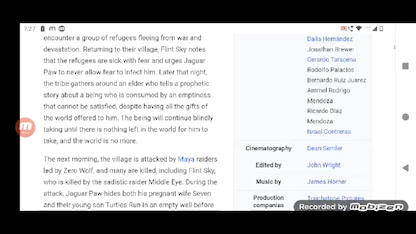 7:27
encounter a group of refugees fleeing from war and
devastation. Returning to their village, Flint Sky notes
that the refugees are sick with fear and urges Jaguar
Paw to never allow fear to infect him. Later that night,
the tribe gathers around an elder who tells a prophetic
story about a being who is consumed by an emptiness
that cannot be satisfied, despite having all the gifts of
the world offered to him. The being will continue blindly
taking until there is nothing left in the world for him to
take, and the world is no more.
The next morning, the village is attacked by Maya raiders
led by Zero Wolf, and many are killed, including Flint Sky,
who is killed by the sadistic raider Middle Eye. During the
attack, Jaguar Paw hides both his pregnant wife Seven
and their young son Turtles Run in an empty well before
Dalia Hernández
Jonathan Brewer
Gerardo Taracena
Rodolfo Palacios
Bernardo Ruiz Juarez
Ammel Rodrigo
Mendoza
Ricardo Diaz
Mendoza
Israel Contreras
Cinematography Dean Semler
Edited by John Wright
Music by James Horner
Production Touchstone Pictures
companies
Recorded by Mobizen